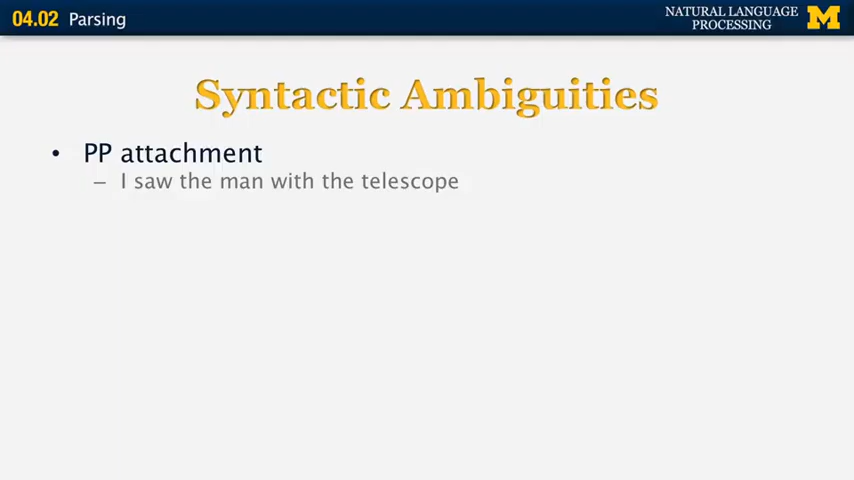 04.02 Parsing
NATURAL LANGUAGE
PROCESSING
M
Syntactic Ambiguities
• PP attachment
– I saw the man with the telescope